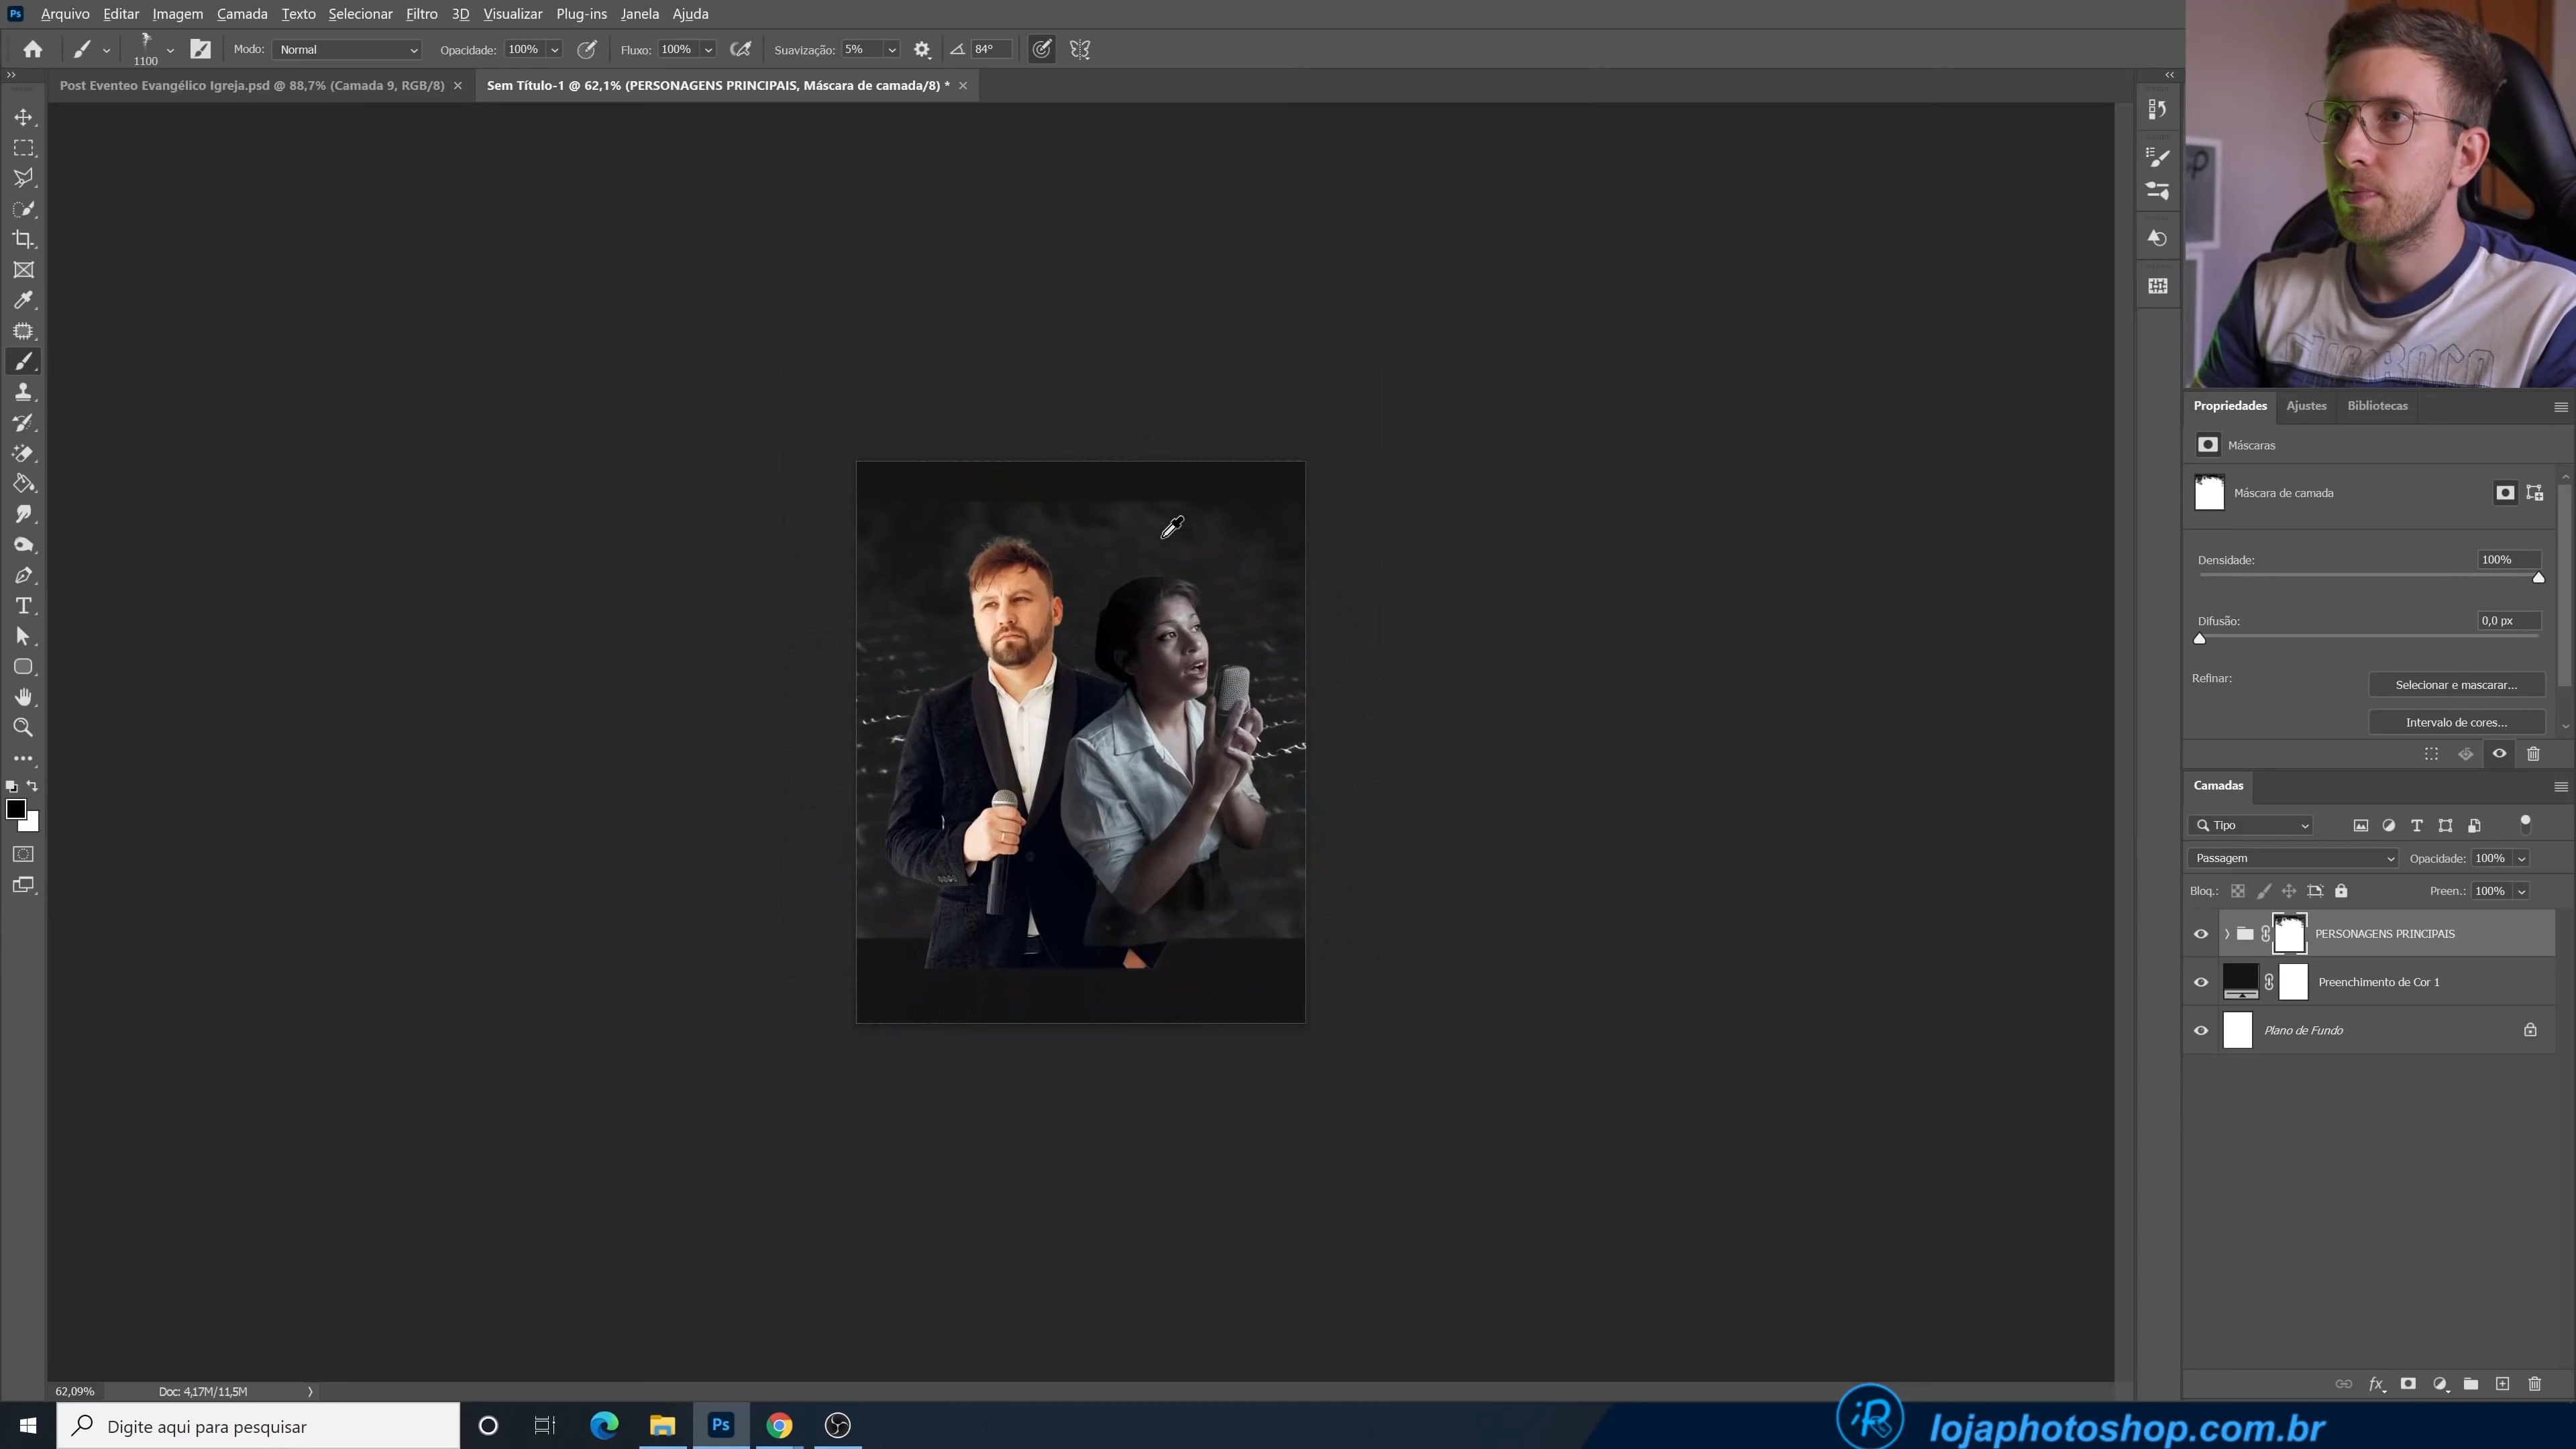 Ps Arquivo Editar Imagem Camada Texto Selecionar Filtro 3D Visualizar Plug-ins Janela Ajuda
1100 Modo: Normal Opacidade: 100% Fluxo: 100% Suavização: 5% 84°
Post Eventeo Evangélico Igreja.psd @ 88,7% (Camada 9, RGB/8) Sem Título-1 @ 62,1% (PERSONAGENS PRINCIPAIS, Máscara de camada/8) *
Propriedades Ajustes Bibliotecas
Máscaras
Máscara de camada
Densidade: 100%
Difusão: 0,0 px
Refinar: Selecionar e mascarar...
Intervalo de cores...
Camadas
Tipo
Passagem Opacidade: 100%
Bloq.: Preen.: 100%
PERSONAGENS PRINCIPAIS
Preenchimento de Cor 1
Plano de Fundo
fx
62,09% Doc: 4,17M/11,5M
Digite aqui para pesquisar
Ps
lojaphotoshop.com.br